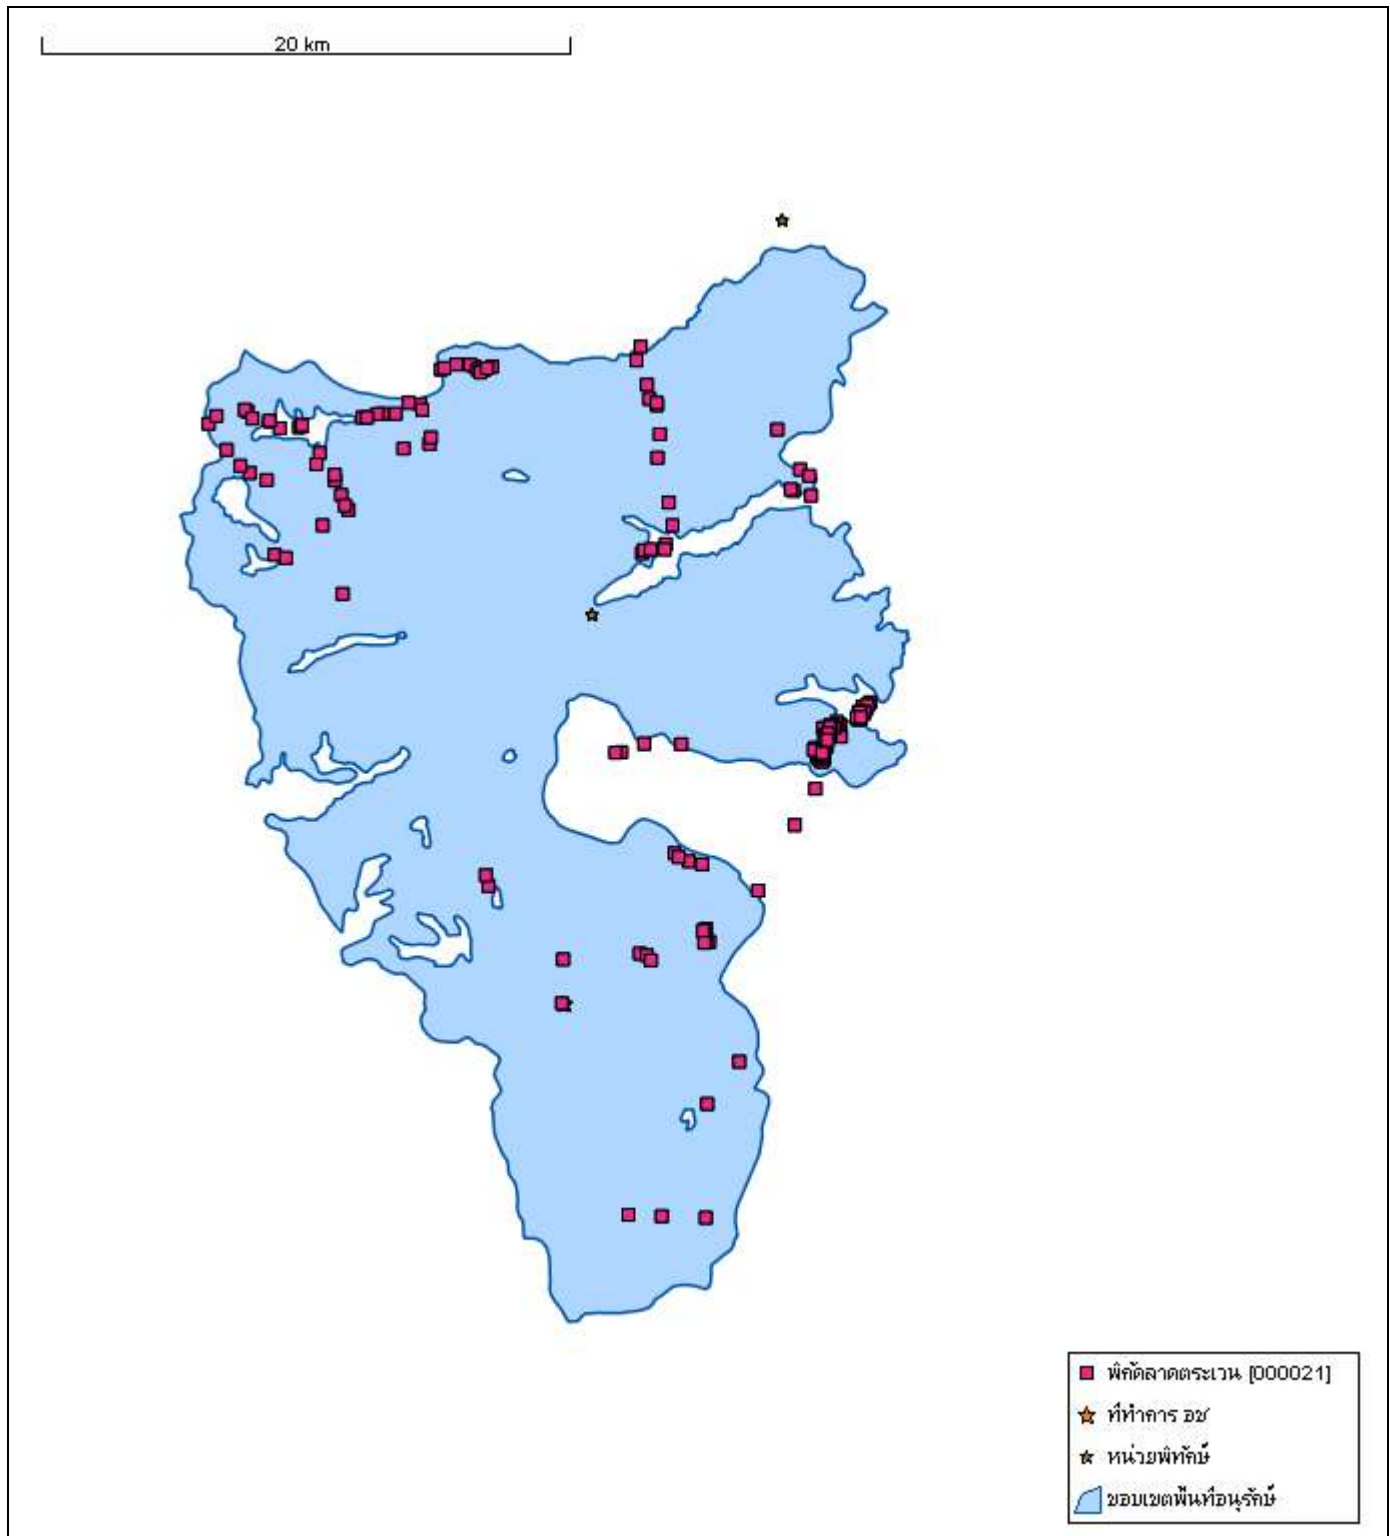 20 km
พิกัดลาดตระเวน [000021]
ที่ทำการ อช
หน่วยพิทักษ์
ขอบเขตพื้นที่อนุรักษ์